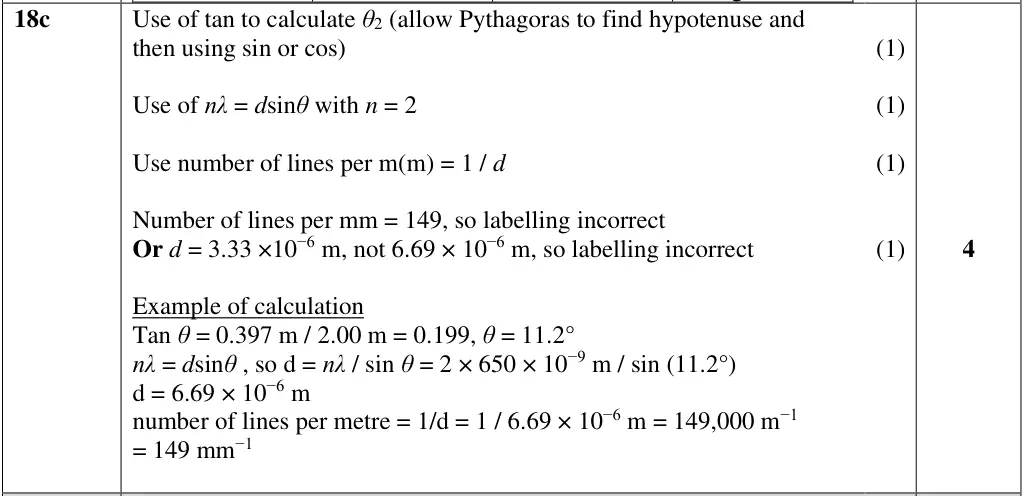 18c
Use of tan to calculate θ₂ (allow Pythagoras to find hypotenuse and
then using sin or cos) (1)
Use of nλ = dsinθ with n = 2 (1)
Use number of lines per m(m) = 1 / d (1)
Number of lines per mm = 149, so labelling incorrect
Or d = 3.33 ×10⁻⁶ m, not 6.69 × 10⁻⁶ m, so labelling incorrect (1) 4
Example of calculation
Tan θ = 0.397 m / 2.00 m = 0.199, θ = 11.2°
nλ = dsinθ , so d = nλ / sin θ = 2 × 650 × 10⁻⁹ m / sin (11.2°)
d = 6.69 × 10⁻⁶ m
number of lines per metre = 1/d = 1 / 6.69 × 10⁻⁶ m = 149,000 m⁻¹
= 149 mm⁻¹